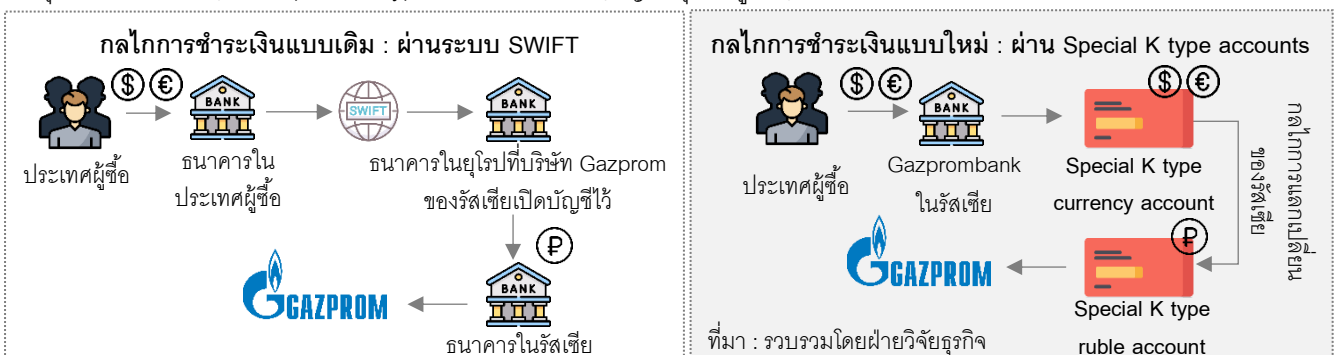 กลไกการชำระเงินแบบเดิม : ผ่านระบบ SWIFT
$ €
BANK
SWIFT
BANK
ประเทศผู้ซื้อ
ธนาคารใน
ประเทศผู้ซื้อ
ธนาคารในยุโรปที่บริษัท Gazprom
ของรัสเซียเปิดบัญชีไว้
₽
BANK
GAZPROM
ธนาคารในรัสเซีย
กลไกการชำระเงินแบบใหม่ : ผ่าน Special K type accounts
$ €
BANK
$ €
ประเทศผู้ซื้อ
Gazprombank
ในรัสเซีย
Special K type
currency account
กลไกการแลกเปลี่ยน
ของรัสเซีย
₽
GAZPROM
Special K type
ruble account
ที่มา : รวบรวมโดยฝ่ายวิจัยธุรกิจ